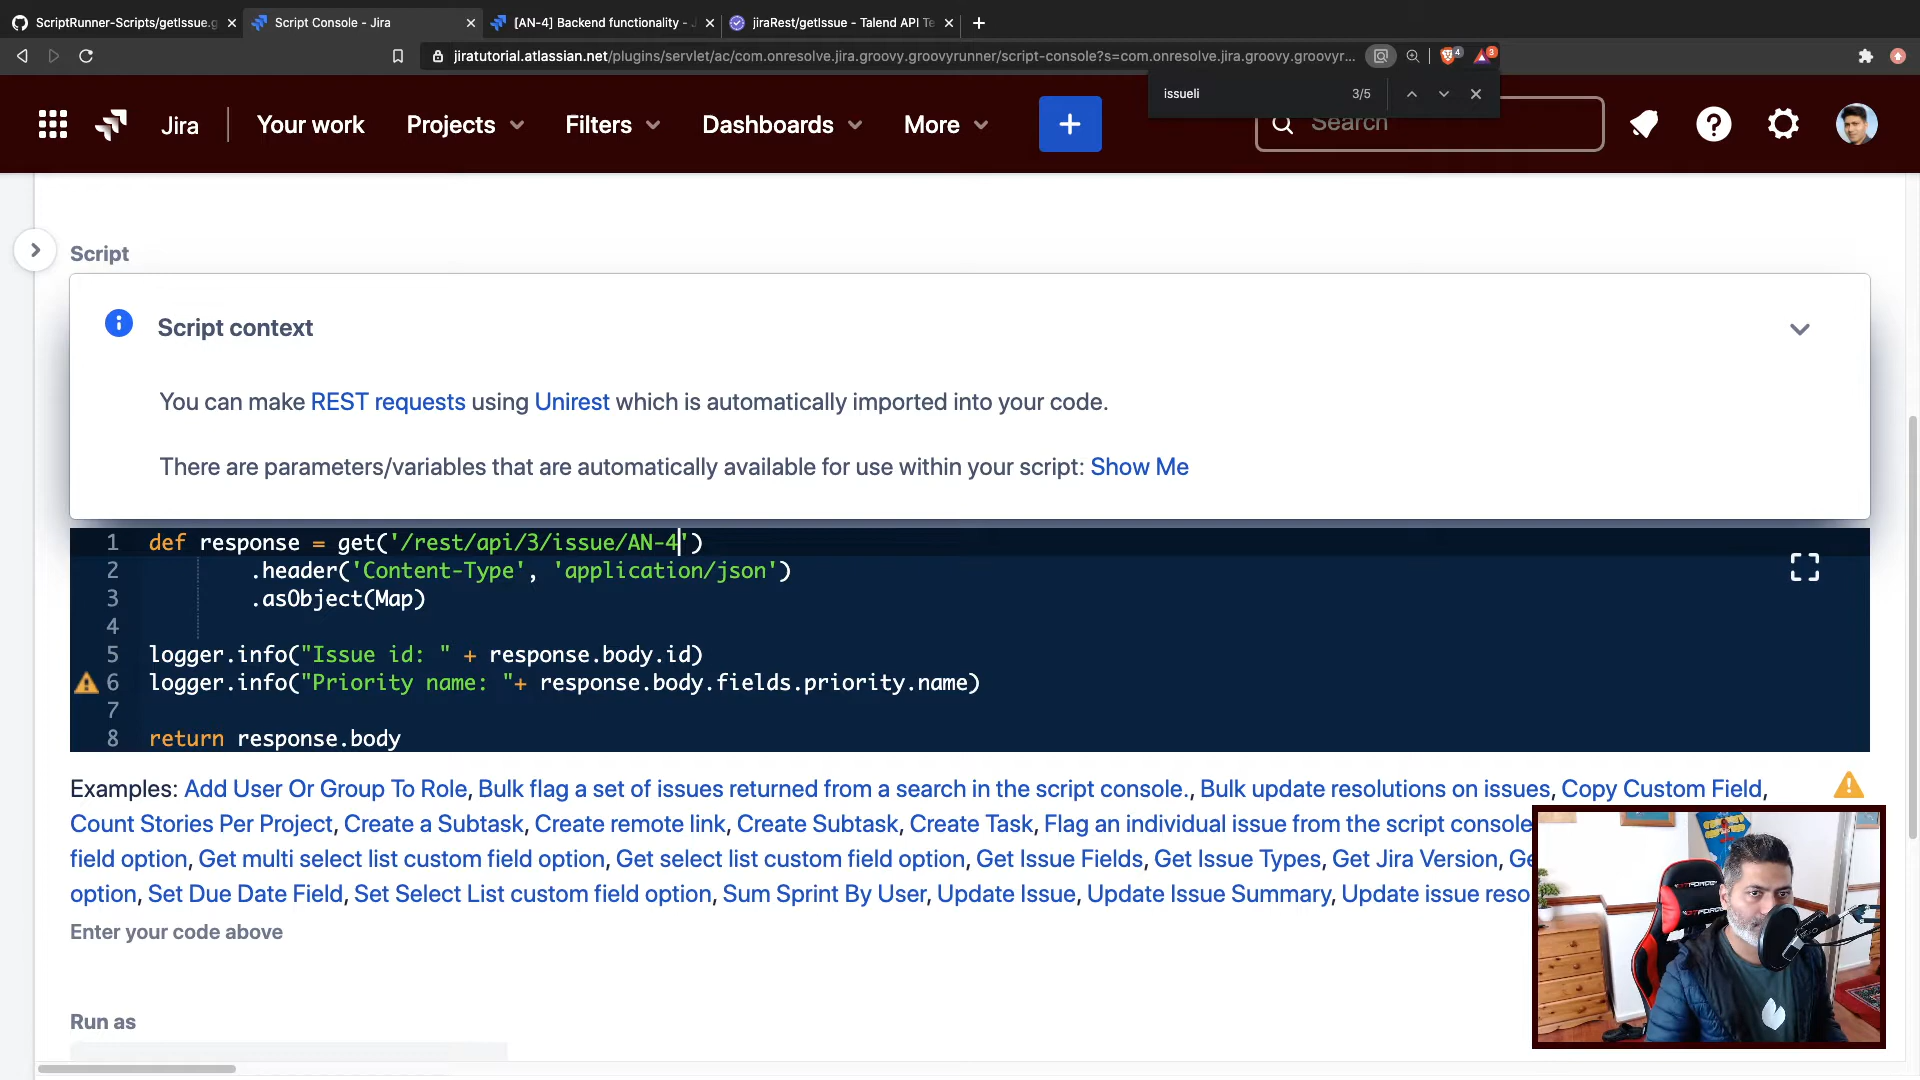 ScriptRunner-Scripts/getIssue.g
Script Console - Jira
[AN-4] Backend functionality - J
jiraRest/getIssue - Talend API Te
jiratutorial.atlassian.net/plugins/servlet/ac/com.onresolve.jira.groovy.groovyrunner/script-console?s=com.onresolve.jira.groovy.groovyr...
4
3
issueli
3/5
Jira
Your work
Projects
Filters
Dashboards
More
+
Search
Script
Script context
You can make REST requests using Unirest which is automatically imported into your code.
There are parameters/variables that are automatically available for use within your script: Show Me
1 def response = get('/rest/api/3/issue/AN-4')
2 .header('Content-Type', 'application/json')
3 .asObject(Map)
4
5 logger.info("Issue id: " + response.body.id)
6 logger.info("Priority name: "+ response.body.fields.priority.name)
7
8 return response.body
Examples: Add User Or Group To Role, Bulk flag a set of issues returned from a search in the script console., Bulk update resolutions on issues, Copy Custom Field,
Count Stories Per Project, Create a Subtask, Create remote link, Create Subtask, Create Task, Flag an individual issue from the script console
field option, Get multi select list custom field option, Get select list custom field option, Get Issue Fields, Get Issue Types, Get Jira Version, Ge
option, Set Due Date Field, Set Select List custom field option, Sum Sprint By User, Update Issue, Update Issue Summary, Update issue reso
Enter your code above
Run as